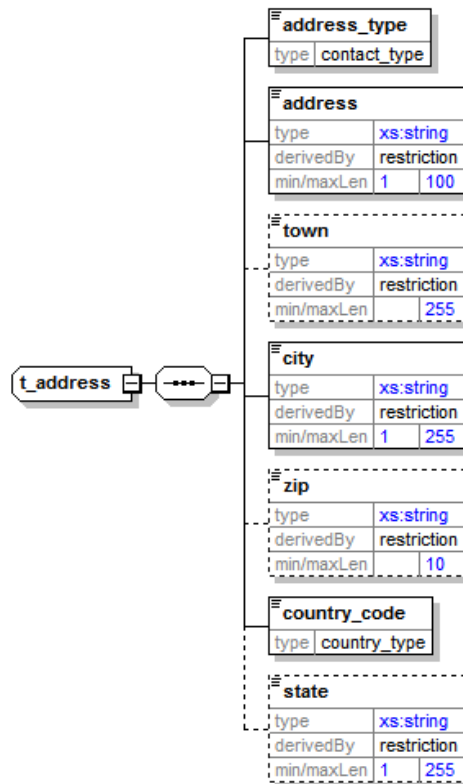 address_type
type contact_type
address
type xs:string
derivedBy restriction
min/maxLen 1 100
town
type xs:string
derivedBy restriction
min/maxLen 255
t_address
city
type xs:string
derivedBy restriction
min/maxLen 1 255
zip
type xs:string
derivedBy restriction
min/maxLen 10
country_code
type country_type
state
type xs:string
derivedBy restriction
min/maxLen 1 255